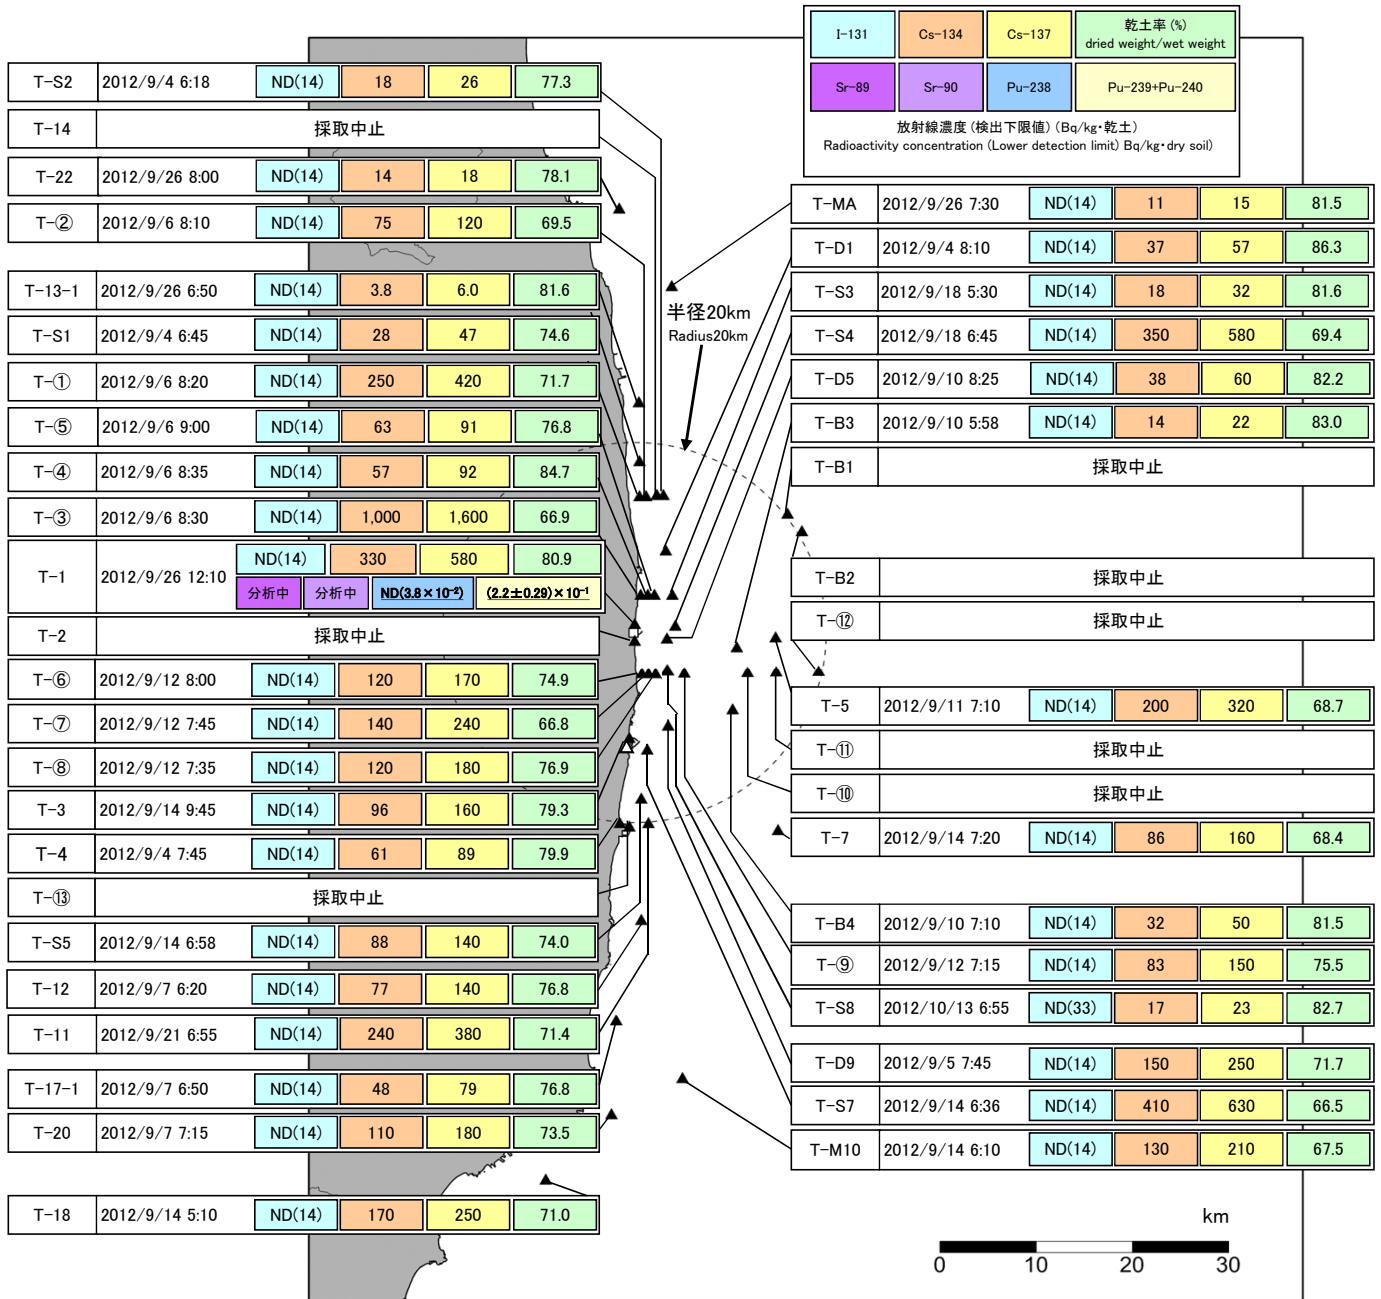 I-131 Cs-134 Cs-137 乾土率 (%)
dried weight/wet weight
Sr-89 Sr-90 Pu-238 Pu-239+Pu-240
放射線濃度 (検出下限値) (Bq/kg・乾土)
Radioactivity concentration (Lower detection limit) Bq/kg・dry soil)
T-S2 2012/9/4 6:18 ND(14) 18 26 77.3
T-14 採取中止
T-22 2012/9/26 8:00 ND(14) 14 18 78.1
T-② 2012/9/6 8:10 ND(14) 75 120 69.5
T-13-1 2012/9/26 6:50 ND(14) 3.8 6.0 81.6
T-S1 2012/9/4 6:45 ND(14) 28 47 74.6
T-① 2012/9/6 8:20 ND(14) 250 420 71.7
T-⑤ 2012/9/6 9:00 ND(14) 63 91 76.8
T-④ 2012/9/6 8:35 ND(14) 57 92 84.7
T-③ 2012/9/6 8:30 ND(14) 1,000 1,600 66.9
T-1 2012/9/26 12:10 ND(14) 330 580 80.9
分析中 分析中 ND(3.8×10⁻²) (2.2±0.29)×10⁻¹
T-2 採取中止
T-⑥ 2012/9/12 8:00 ND(14) 120 170 74.9
T-⑦ 2012/9/12 7:45 ND(14) 140 240 66.8
T-⑧ 2012/9/12 7:35 ND(14) 120 180 76.9
T-3 2012/9/14 9:45 ND(14) 96 160 79.3
T-4 2012/9/4 7:45 ND(14) 61 89 79.9
T-⑬ 採取中止
T-S5 2012/9/14 6:58 ND(14) 88 140 74.0
T-12 2012/9/7 6:20 ND(14) 77 140 76.8
T-11 2012/9/21 6:55 ND(14) 240 380 71.4
T-17-1 2012/9/7 6:50 ND(14) 48 79 76.8
T-20 2012/9/7 7:15 ND(14) 110 180 73.5
T-18 2012/9/14 5:10 ND(14) 170 250 71.0
半径20km
Radius20km
T-MA 2012/9/26 7:30 ND(14) 11 15 81.5
T-D1 2012/9/4 8:10 ND(14) 37 57 86.3
T-S3 2012/9/18 5:30 ND(14) 18 32 81.6
T-S4 2012/9/18 6:45 ND(14) 350 580 69.4
T-D5 2012/9/10 8:25 ND(14) 38 60 82.2
T-B3 2012/9/10 5:58 ND(14) 14 22 83.0
T-B1 採取中止
T-B2 採取中止
T-⑫ 採取中止
T-5 2012/9/11 7:10 ND(14) 200 320 68.7
T-⑪ 採取中止
T-⑩ 採取中止
T-7 2012/9/14 7:20 ND(14) 86 160 68.4
T-B4 2012/9/10 7:10 ND(14) 32 50 81.5
T-⑨ 2012/9/12 7:15 ND(14) 83 150 75.5
T-S8 2012/10/13 6:55 ND(33) 17 23 82.7
T-D9 2012/9/5 7:45 ND(14) 150 250 71.7
T-S7 2012/9/14 6:36 ND(14) 410 630 66.5
T-M10 2012/9/14 6:10 ND(14) 130 210 67.5
km
0 10 20 30